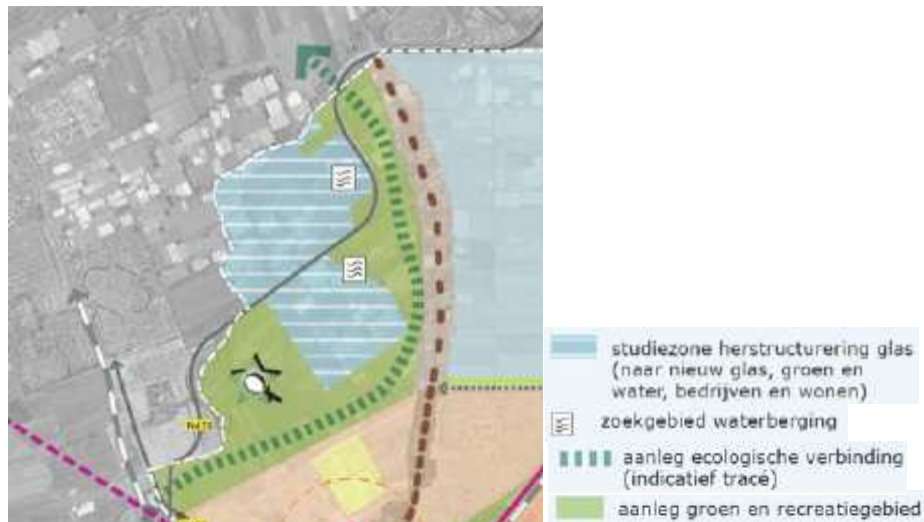 studiezone herstructurering glas
(naar nieuw glas, groen en
water, bedrijven en wonen)
zoekgebied waterberging
aanleg ecologische verbinding
(indicatief tracé)
aanleg groen en recreatiegebied